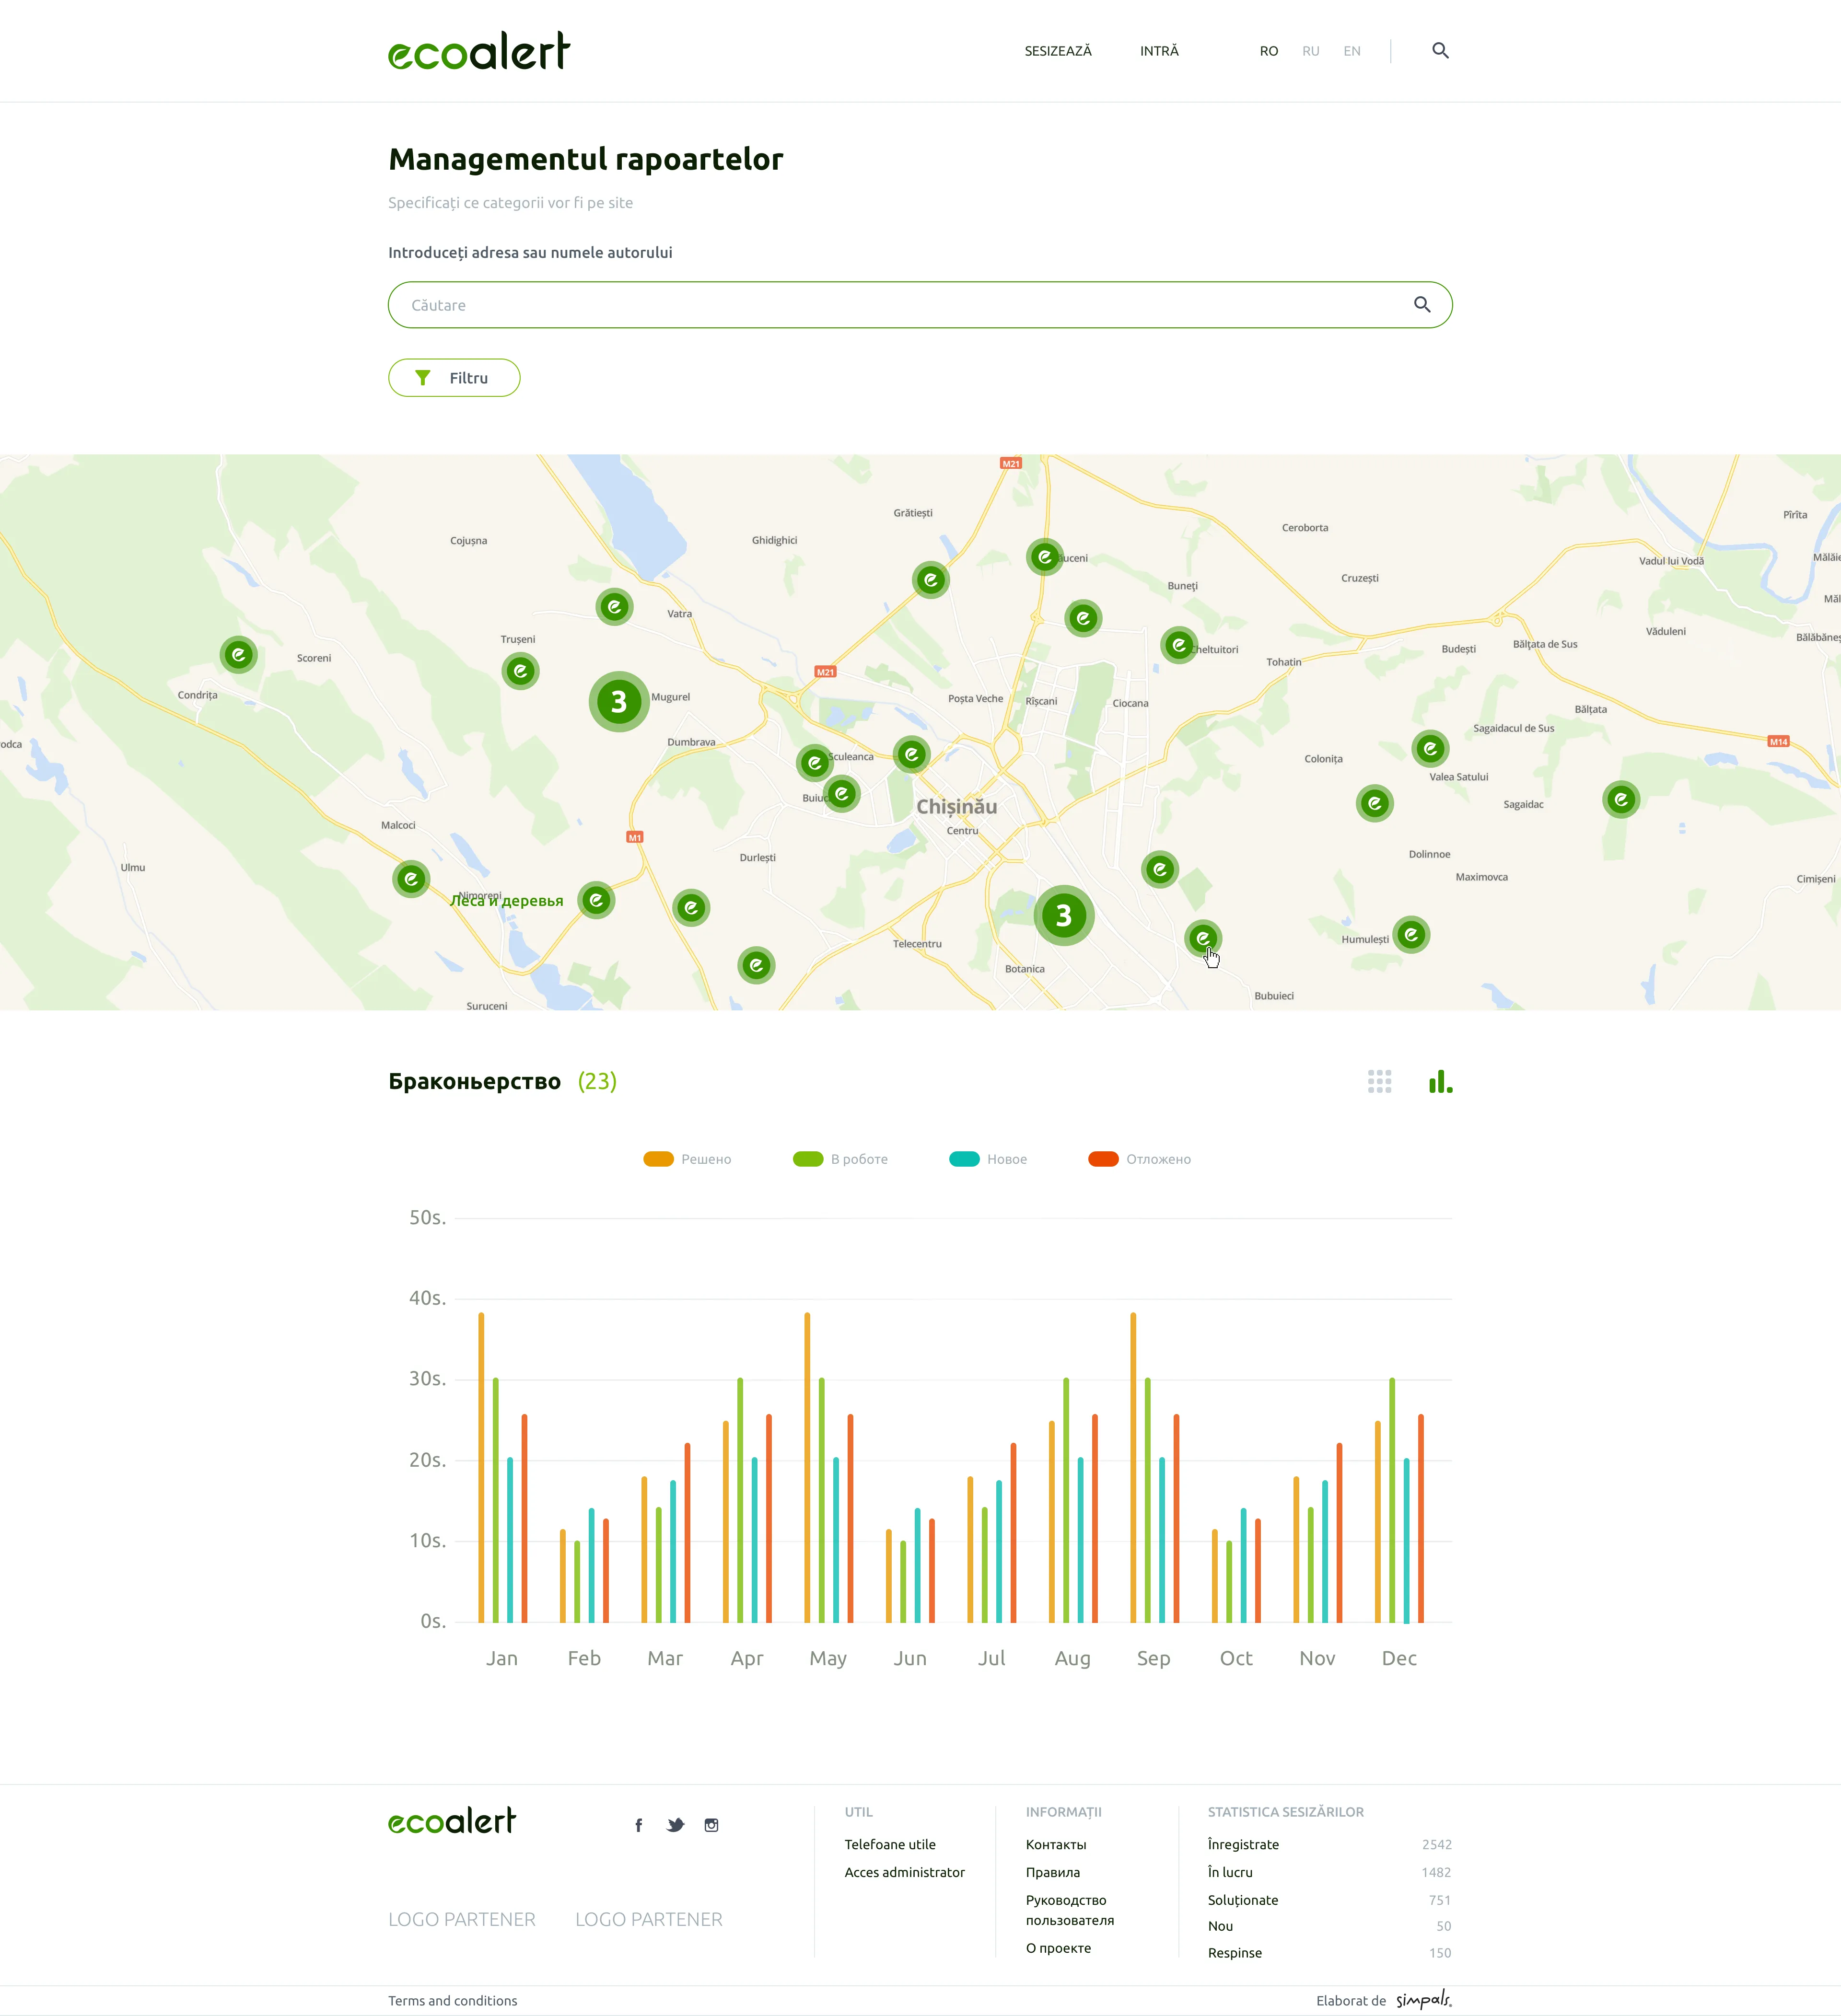 ecoalert
SESIZEAZĂ INTRĂ RO RU EN
Managementul rapoartelor
Specificați ce categorii vor fi pe site
Introduceți adresa sau numele autorului
Căutare
Filtru
M21
Grătiești
Pîrîta
Ceroborta
Cojușna
Ghidighici
uceni
Mălăie
Vadul lui Vodă
Cruzești
Buneți
Măl
Vatra
Văduleni
Trușeni
Bălăbăneș
Bălțata de Sus
Budești
Cheltuitori
Scoreni
Tohatin
M21
Condrița
Mugurel
Poșta Veche
Rîșcani
Ciocana
3
Bălțata
Sagaidacul de Sus
Dumbrava
M14
odca
Sculeanca
Colonița
Valea Satului
Buiuc
Sagaidac
Chișinău
Malcoci
Centru
M1
Durlești
Dolinnoe
Ulmu
Maximovca
Cimișeni
Nimoreni
Леса и деревья
3
Humulești
Telecentru
Botanica
Bubuieci
Suruceni
Браконьерство (23)
Решено В роботе Новое Отложено
50s.
40s.
30s.
20s.
10s.
0s.
Jan Feb Mar Apr May Jun Jul Aug Sep Oct Nov Dec
ecoalert
LOGO PARTENER LOGO PARTENER
UTIL
Telefoane utile
Acces administrator
INFORMAȚII
Контакты
Правила
Руководство
пользователя
О проекте
STATISTICA SESIZĂRILOR
Înregistrate 2542
În lucru 1482
Soluționate 751
Nou 50
Respinse 150
Terms and conditions
Elaborat de simpals.